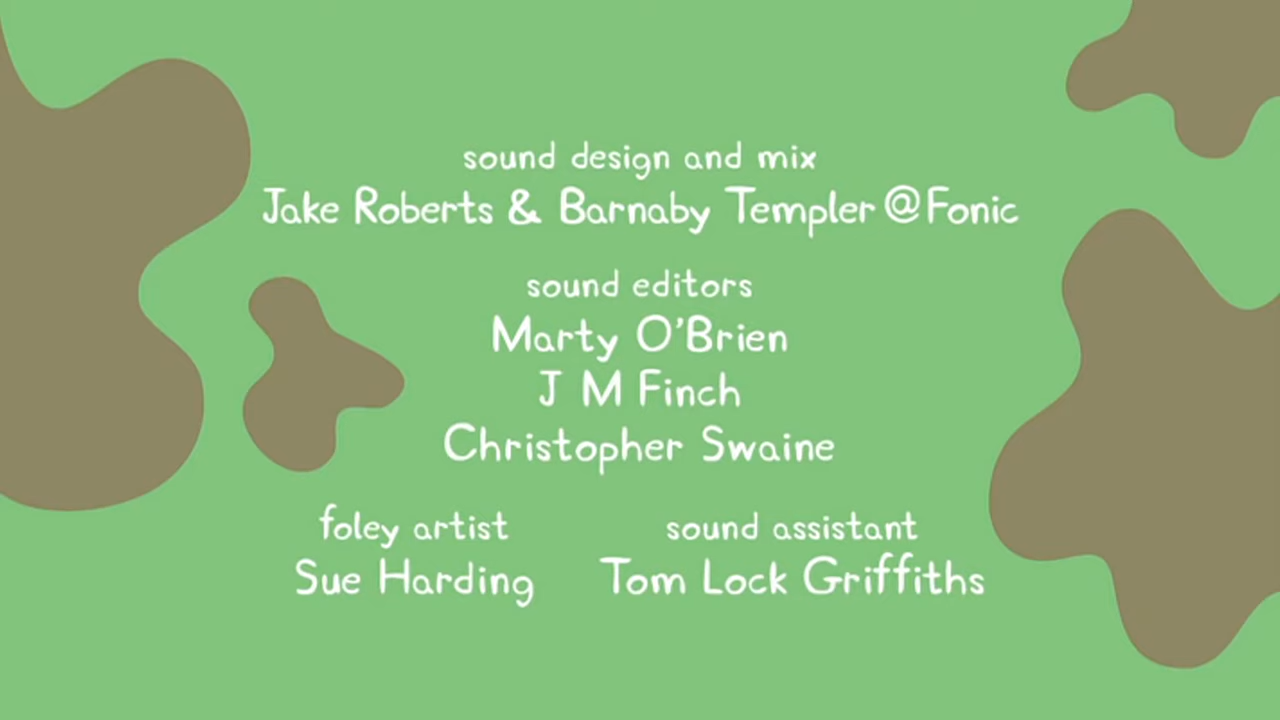 sound design and mix
Jake Roberts & Barnaby Templer @ Fonic
sound editors
Marty O'Brien
J M Finch
Christopher Swaine
foley artist
Sue Harding
sound assistant
Tom Lock Griffiths